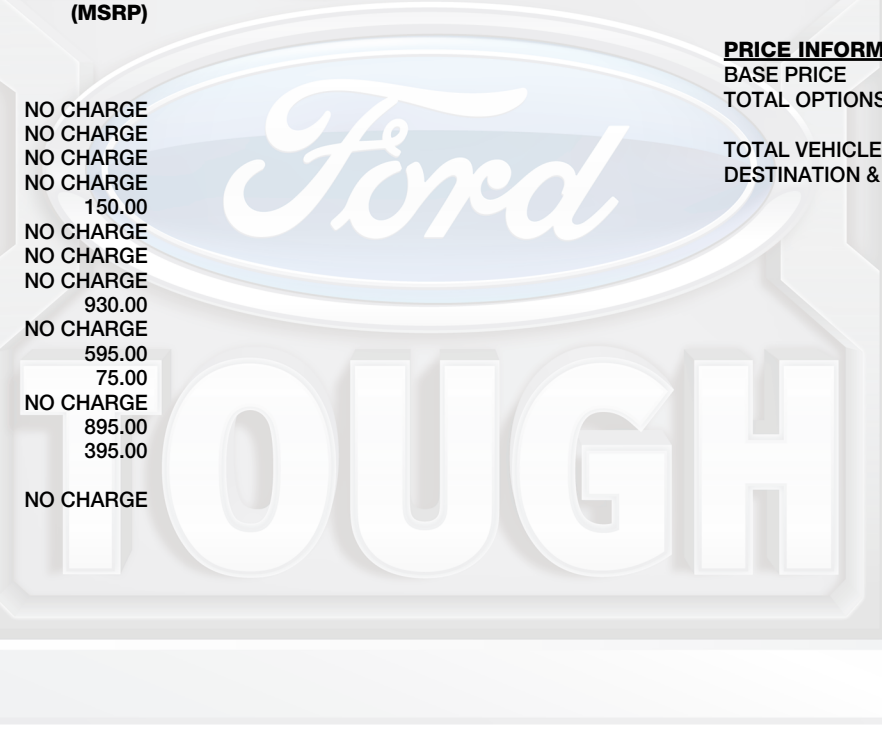 (MSRP)
NO CHARGE
NO CHARGE
NO CHARGE
NO CHARGE
150.00
NO CHARGE
NO CHARGE
NO CHARGE
930.00
NO CHARGE
595.00
75.00
NO CHARGE
895.00
395.00
NO CHARGE
PRICE INFORM
BASE PRICE
TOTAL OPTIONS
TOTAL VEHICLE
DESTINATION &
Ford
TOUGH